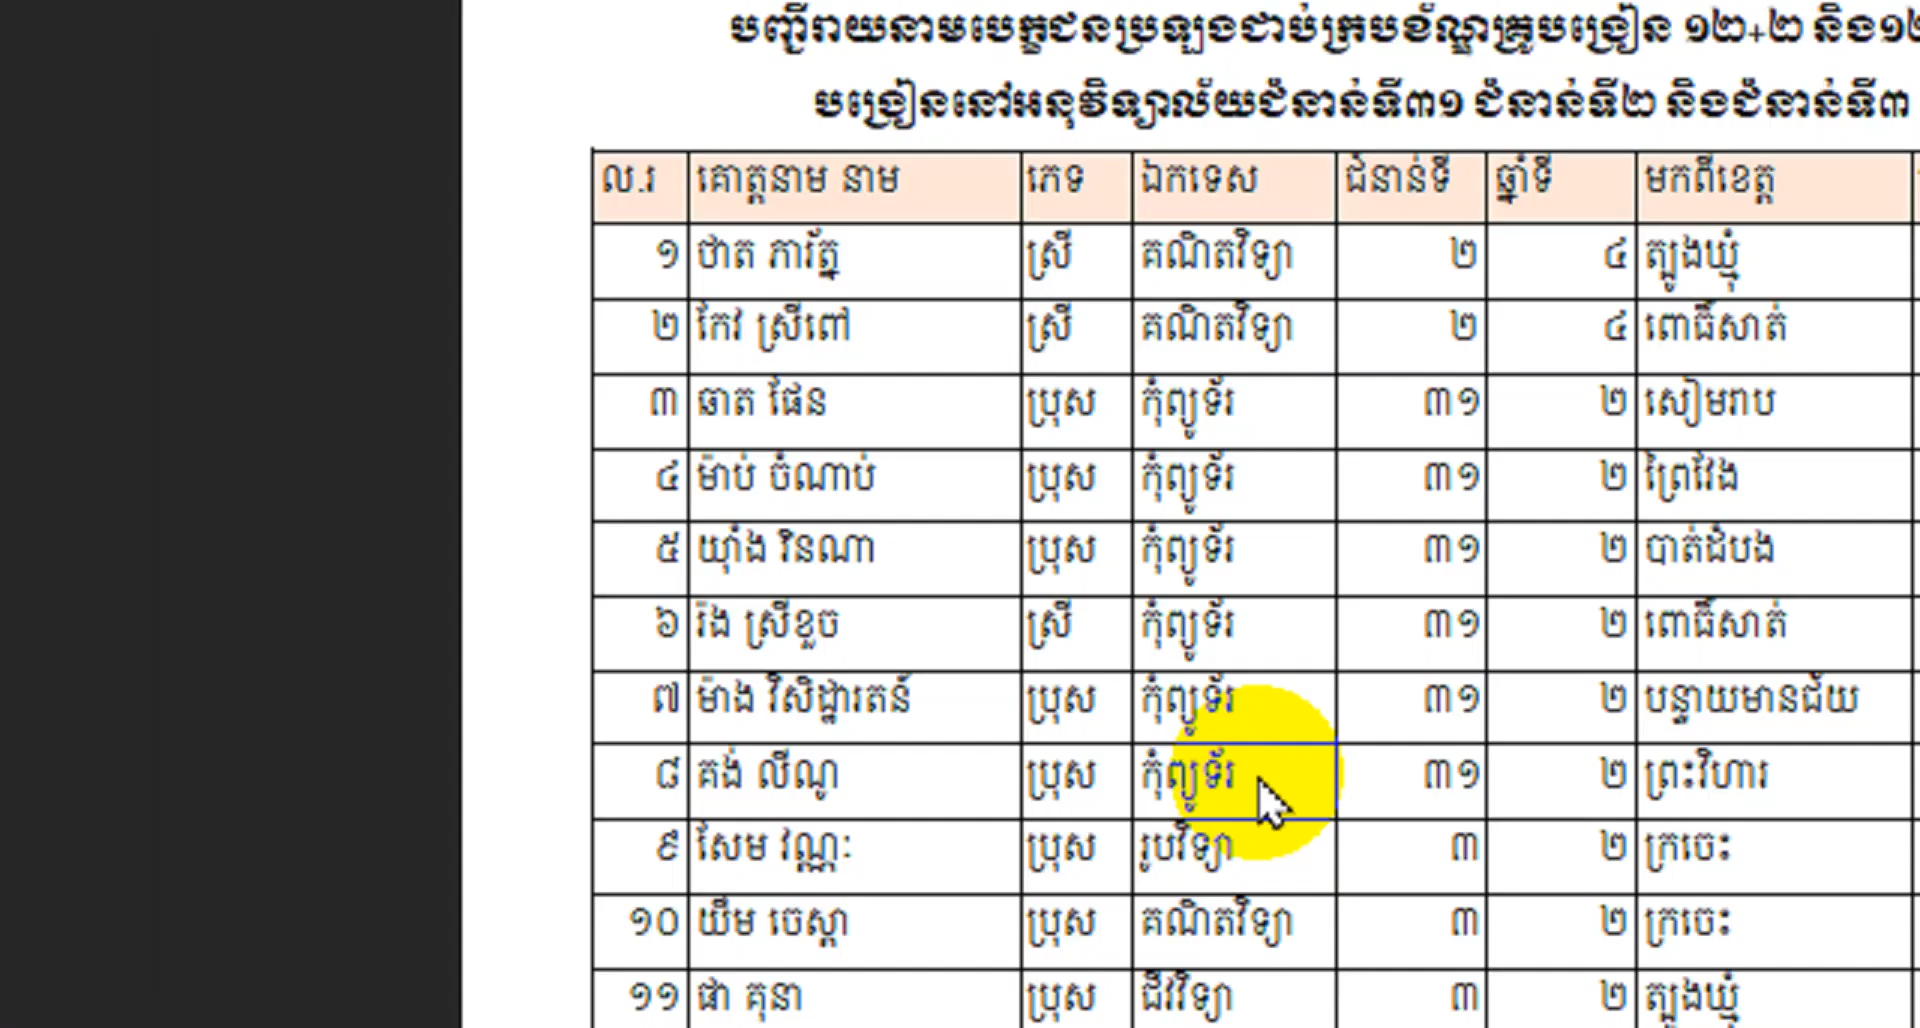 បញ្ជីរាយនាមបេក្ខជនប្រឡងជាប់ក្របខ័ណ្ឌគ្រូបង្រៀន ១២+២ និង១២
បង្រៀននៅអនុវិទ្យាល័យជំនាន់ទី៣១ ជំនាន់ទី២ និងជំនាន់ទី៣
ល.រ គោត្តនាម នាម ភេទ ឯកទេស ជំនាន់ទី ឆ្នាំទី មកពីខេត្ត
១ ថាត ភារ័ត្ន ស្រី គណិតវិទ្យា ២ ៤ ត្បូងឃ្មុំ
២ កែវ ស្រីពៅ ស្រី គណិតវិទ្យា ២ ៤ ពោធិ៍សាត់
៣ ឆាត ផែន ប្រុស កុំព្យូទ័រ ៣១ ២ សៀមរាប
៤ ម៉ាប់ ចំណាប់ ប្រុស កុំព្យូទ័រ ៣១ ២ ព្រៃវែង
៥ យ៉ាំង វិនណា ប្រុស កុំព្យូទ័រ ៣១ ២ បាត់ដំបង
៦ រ៉ង ស្រីខួច ស្រី កុំព្យូទ័រ ៣១ ២ ពោធិ៍សាត់
៧ ម៉ាង វិសិដ្ឋារតន៍ ប្រុស កុំព្យូទ័រ ៣១ ២ បន្ទាយមានជ័យ
៨ គង់ លីណូ ប្រុស កុំព្យូទ័រ ៣១ ២ ព្រះវិហារ
៩ សែម វណ្ណៈ ប្រុស រូបវិទ្យា ៣ ២ ក្រចេះ
១០ យឹម ចេស្តា ប្រុស គណិតវិទ្យា ៣ ២ ក្រចេះ
១១ ផា គុនា ប្រុស ជីវវិទ្យា ៣ ២ ត្បូងឃ្មុំ